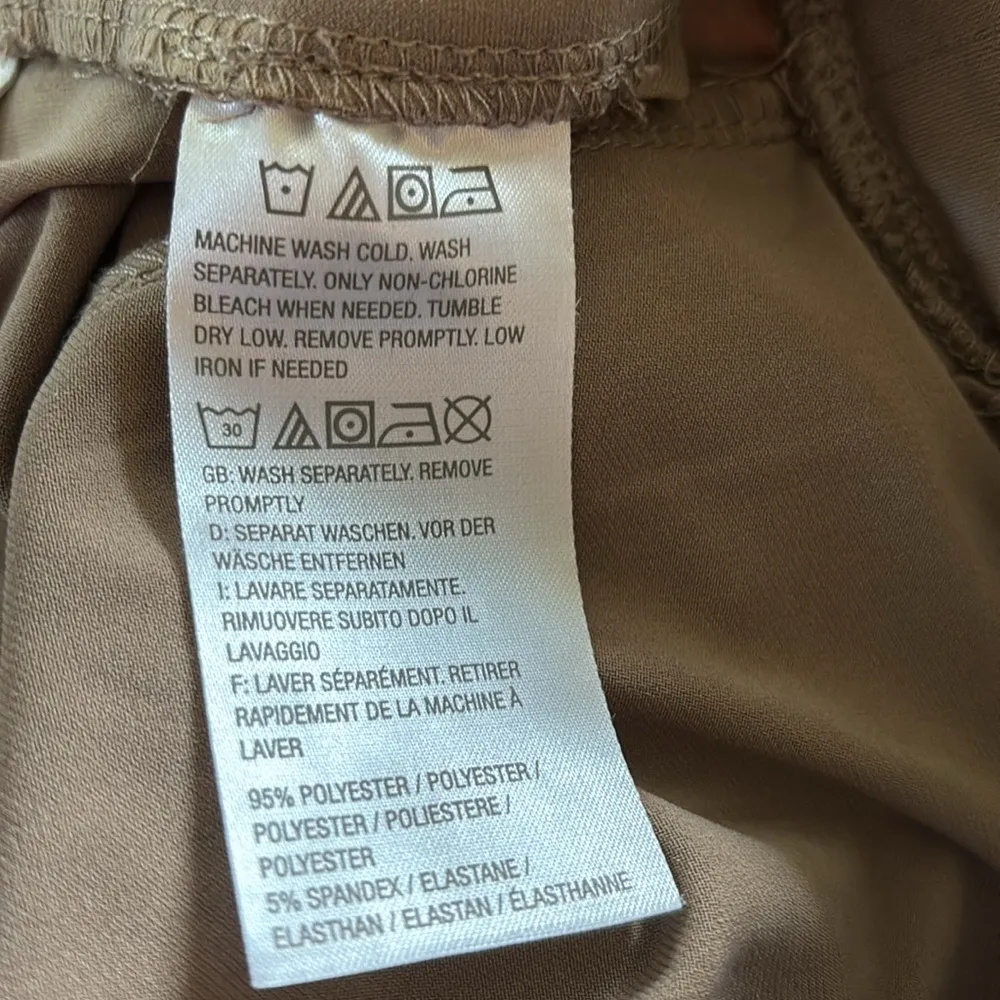 MACHINE WASH COLD. WASH
SEPARATELY. ONLY NON-CHLORINE
BLEACH WHEN NEEDED. TUMBLE
DRY LOW. REMOVE PROMPTLY. LOW
IRON IF NEEDED
30
GB: WASH SEPARATELY. REMOVE
PROMPTLY
D: SEPARAT WASCHEN. VOR DER
WÄSCHE ENTFERNEN
I: LAVARE SEPARATAMENTE.
RIMUOVERE SUBITO DOPO IL
LAVAGGIO
F: LAVER SÉPARÉMENT. RETIRER
RAPIDEMENT DE LA MACHINE À
LAVER
95% POLYESTER / POLYESTER /
POLYESTER / POLIESTERE /
POLYESTER
5% SPANDEX / ELASTANE /
ELASTHAN / ELASTAN / ÉLASTHANNE